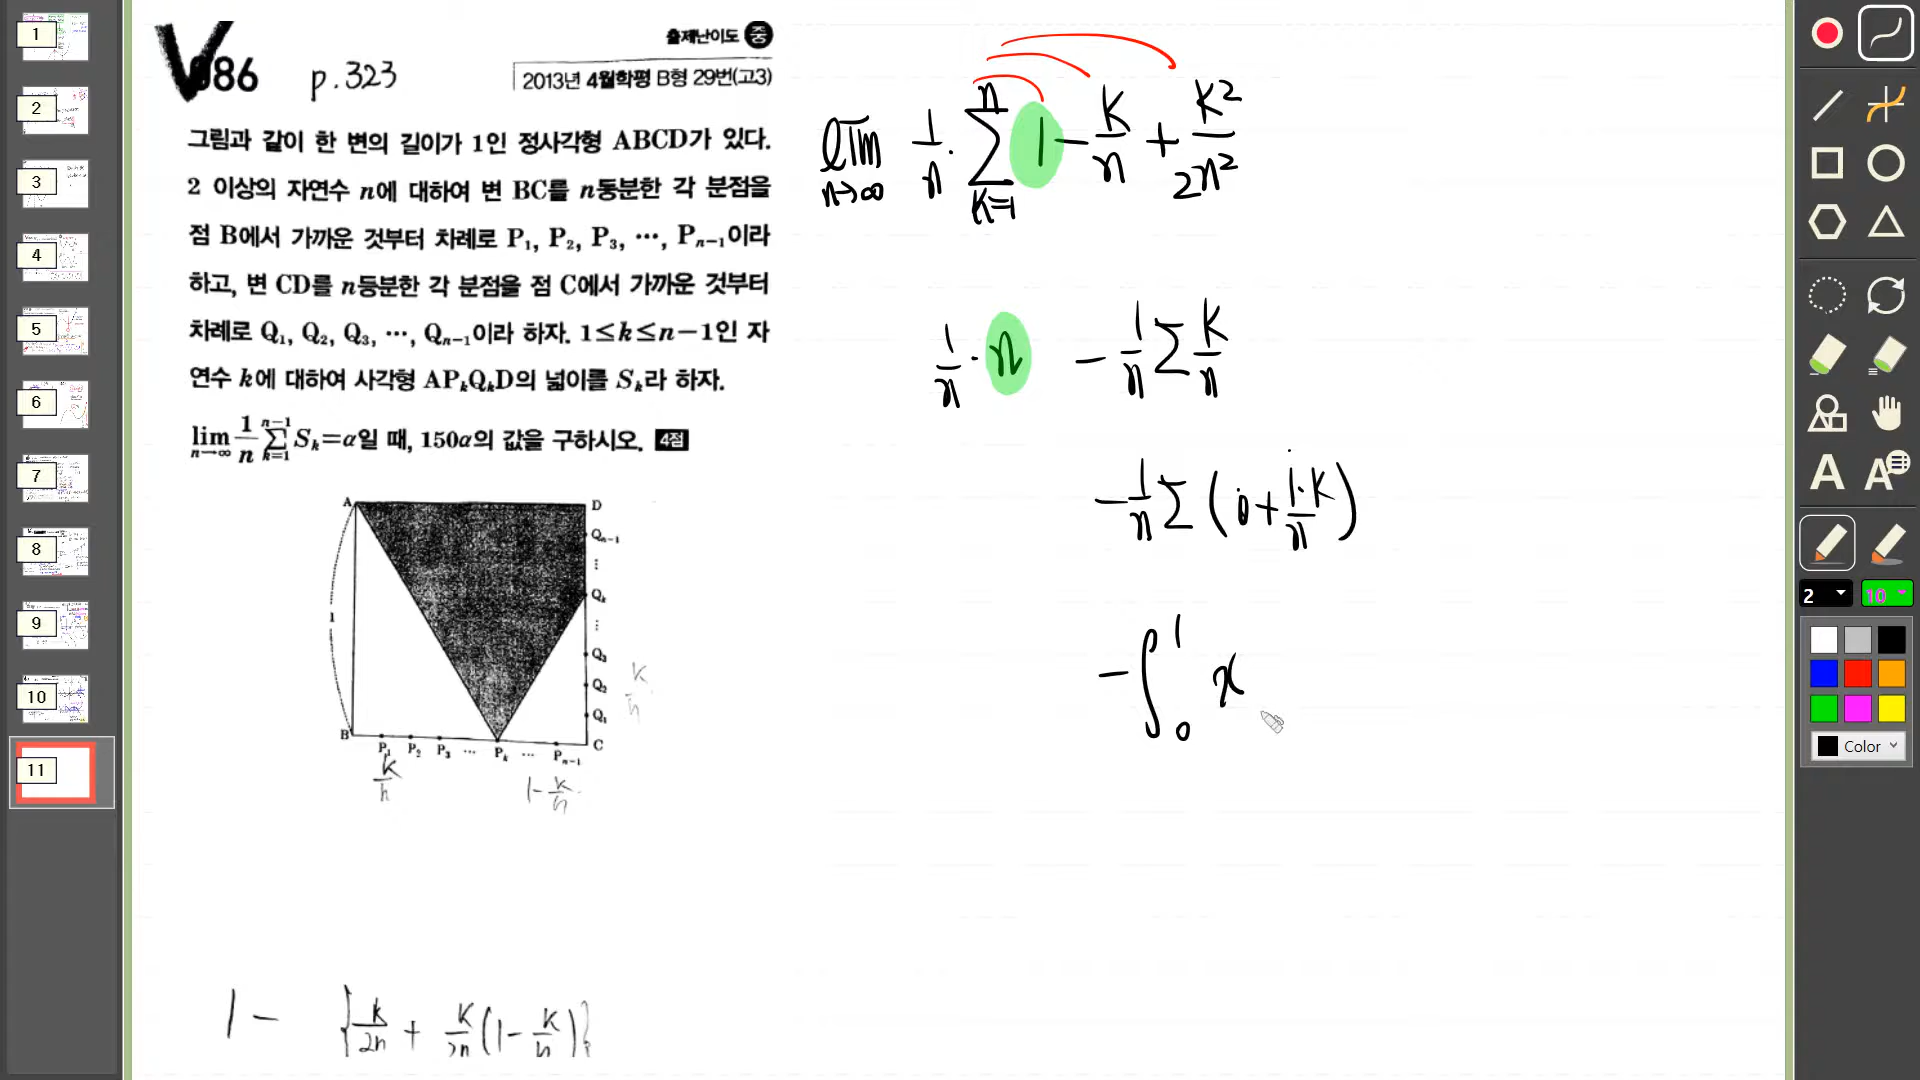 1
2
3
4
5
6
7
8
9
10
11
출제난이도 중
086
p.323
2013년 4월학평 B형 29번(고3)
그림과 같이 한 변의 길이가 1인 정사각형 ABCD가 있다.
2 이상의 자연수 n에 대하여 변 BC를 n등분한 각 분점을
점 B에서 가까운 것부터 차례로 P₁, P₂, P₃, ⋯, Pₙ₋₁이라
하고, 변 CD를 n등분한 각 분점을 점 C에서 가까운 것부터
차례로 Q₁, Q₂, Q₃, ⋯, Qₙ₋₁이라 하자. 1≤k≤n−1인 자
연수 k에 대하여 사각형 APₖQₖD의 넓이를 Sₖ라 하자.
lim n→∞ 1/n Σ k=1 n−1 Sₖ=α일 때, 150α의 값을 구하시오. 4점
A
D
Qₙ₋₁
⋮
Qₖ
⋮
1
Q₃
Q₂
k/n
Q₁
B
C
P₁ P₂ P₃ ⋯ Pₖ ⋯ Pₙ₋₁
k/n
1−k/n
1− {k/2n + k/2n(1−k/n)}
lim n→∞ 1/n · Σ k=1 n 1 − k/n + k²/2n²
1/n · n − 1/n Σ k/n
− 1/n Σ (0 + 1·k/n)
− ∫₀¹ x
2
10
A
A
Color